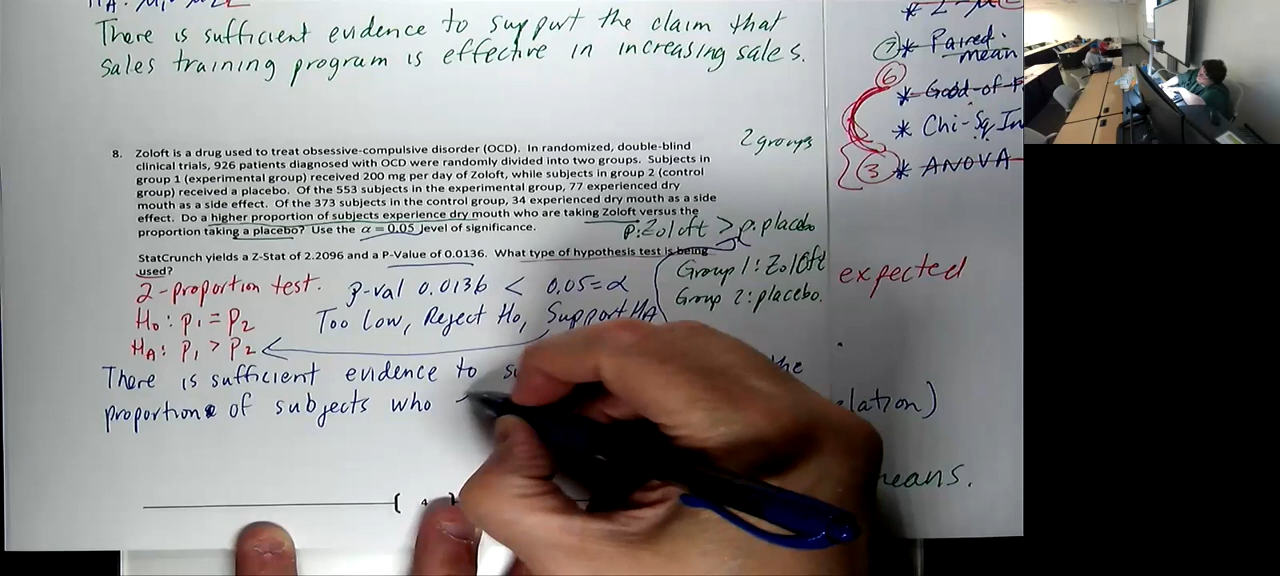 There is sufficient evidence to support the claim that
sales training program is effective in increasing sales.
2 groups
8. Zoloft is a drug used to treat obsessive-compulsive disorder (OCD). In randomized, double-blind
clinical trials, 926 patients diagnosed with OCD were randomly divided into two groups. Subjects in
group 1 (experimental group) received 200 mg per day of Zoloft, while subjects in group 2 (control
group) received a placebo. Of the 553 subjects in the experimental group, 77 experienced dry
mouth as a side effect. Of the 373 subjects in the control group, 34 experienced dry mouth as a side
effect. Do a higher proportion of subjects experience dry mouth who are taking Zoloft versus the
proportion taking a placebo? Use the α = 0.05 level of significance.
p:Zoloft > p:placebo
StatCrunch yields a Z-Stat of 2.2096 and a P-Value of 0.0136. What type of hypothesis test is being
used?
Group 1: Zoloft
Group 2: placebo.
2-proportion test.
p-val 0.0136 < 0.05=α
H₀: p₁ = p₂
Too Low, Reject H₀, Support HA
HA: p₁ > p₂
There is sufficient evidence to
proportion of subjects who
4
Paired
mean
⑥
* Chi-Sq
③ * ANOVA
expected
means.